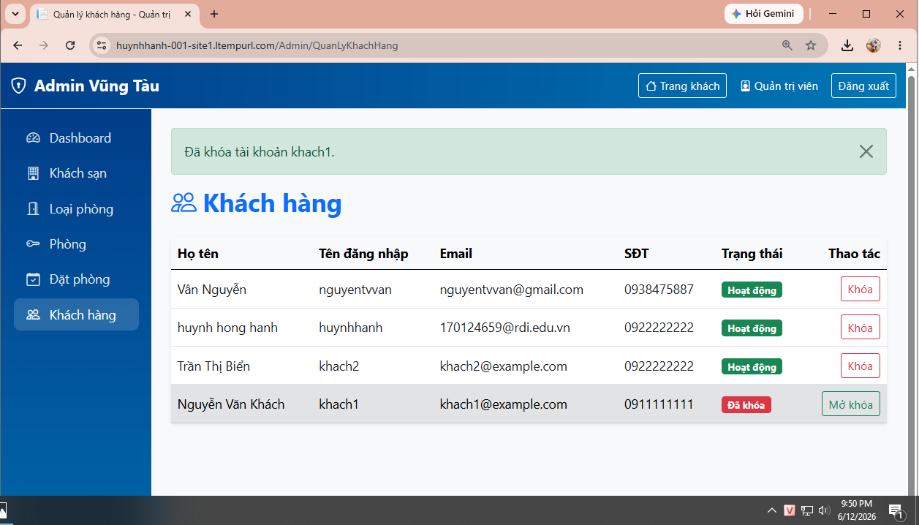 Quản lý khách hàng - Quản trị
Hỏi Gemini
huynhhanh-001-site1.ltempurl.com/Admin/QuanLyKhachHang
Admin Vũng Tàu
Trang khách
Quản trị viên
Đăng xuất
Dashboard
Khách sạn
Loại phòng
Phòng
Đặt phòng
Khách hàng
Đã khóa tài khoản khach1.
Khách hàng
Họ tên Tên đăng nhập Email SĐT Trạng thái Thao tác
Vân Nguyễn nguyentvvan nguyentvvan@gmail.com 0938475887 Hoạt động Khóa
huynh hong hanh huynhhanh 170124659@rdi.edu.vn 0922222222 Hoạt động Khóa
Trần Thị Biển khach2 khach2@example.com 0922222222 Hoạt động Khóa
Nguyễn Văn Khách khach1 khach1@example.com 0911111111 Đã khóa Mở khóa
V
9:50 PM
6/12/2026
1